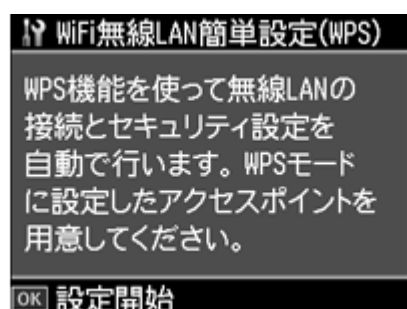 WiFi無線LAN簡単設定(WPS)
WPS機能を使って無線LANの
接続とセキュリティ設定を
自動で行います。WPSモード
に設定したアクセスポイントを
用意してください。
OK 設定開始